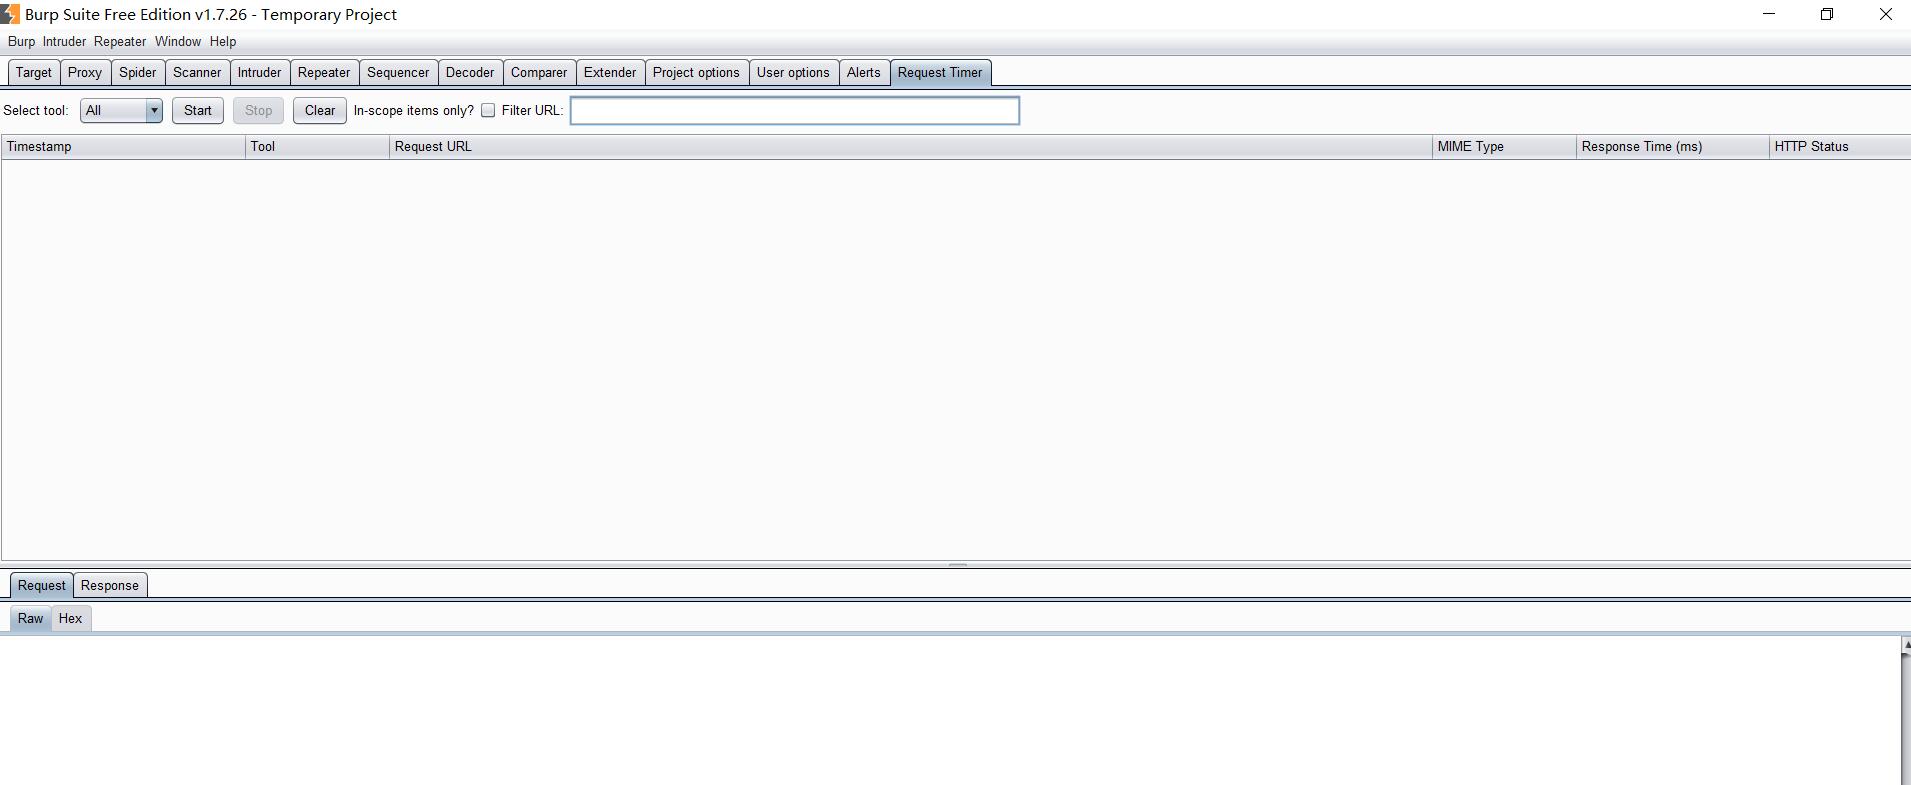 Burp Suite Free Edition v1.7.26 - Temporary Project
Burp Intruder Repeater Window Help
Target Proxy Spider Scanner Intruder Repeater Sequencer Decoder Comparer Extender Project options User options Alerts Request Timer
Select tool: All Start Stop Clear In-scope items only? Filter URL:
Timestamp Tool Request URL MIME Type Response Time (ms) HTTP Status
Request Response
Raw Hex